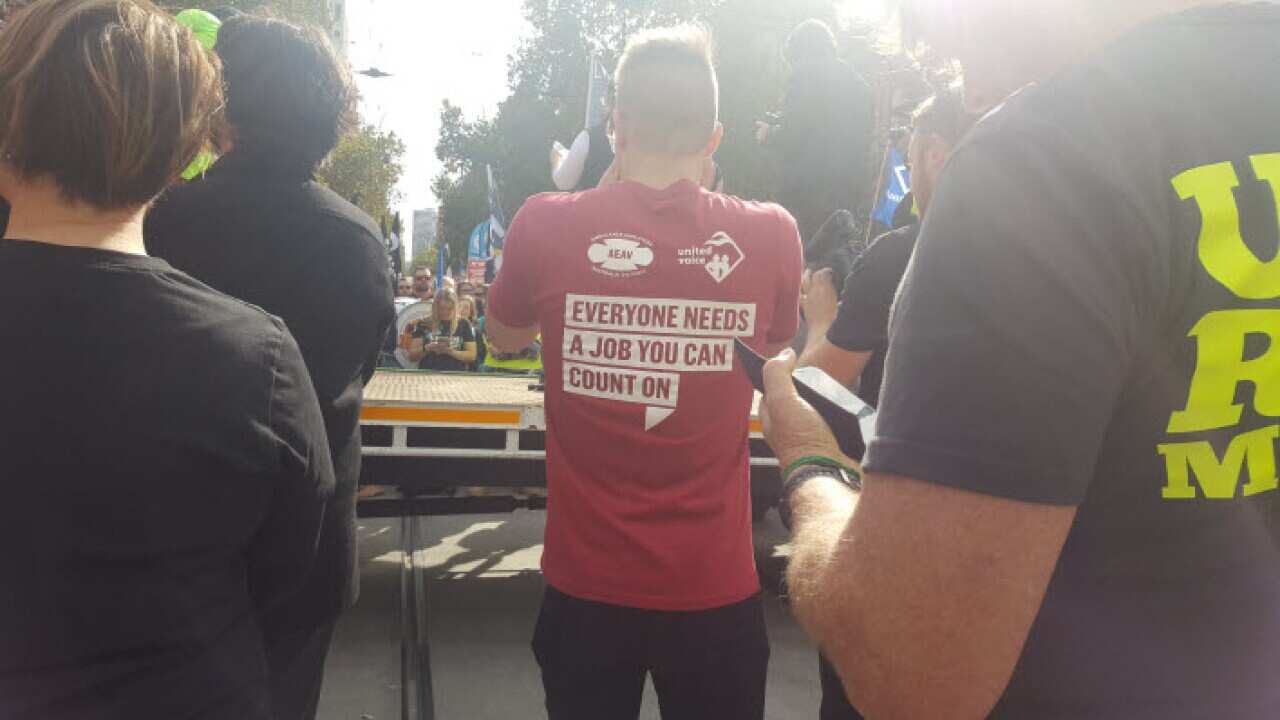 AEAV
united
voice
EVERYONE NEEDS
A JOB YOU CAN
COUNT ON
U
R
M